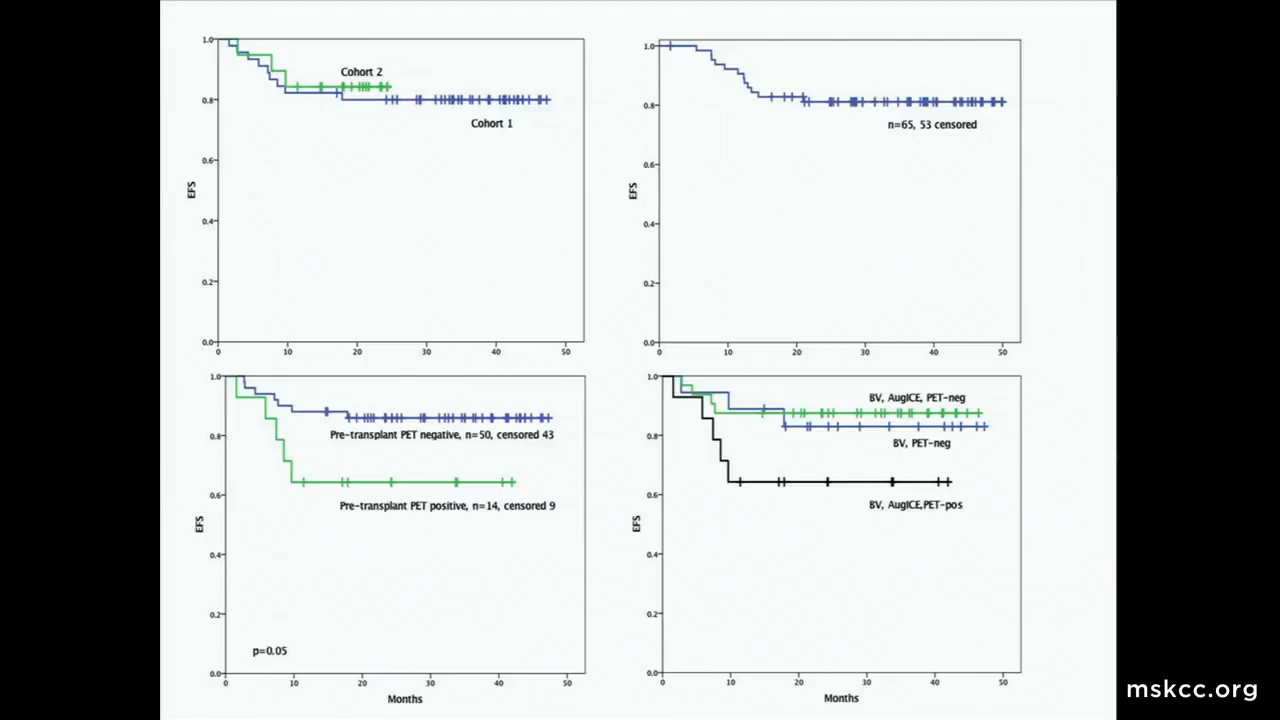 1.0
Cohort 2
0.8
Cohort 1
0.6
EFS
0.4
0.2
0.0
0 10 20 30 40 50
1.0
0.8
n=65, 53 censored
0.6
EFS
0.4
0.2
0.0
0 10 20 30 40 50
1.0
0.8
Pre-transplant PET negative, n=50, censored 43
0.6
Pre-transplant PET positive, n=14, censored 9
EFS
0.4
0.2
p=0.05
0.0
0 10 20 30 40 50
Months
1.0
BV, AugICE, PET-neg
0.8
BV, PET-neg
0.6
BV, AugICE,PET-pos
EFS
0.4
0.2
0.0
0 10 20 30 40 50
Months
mskcc.org